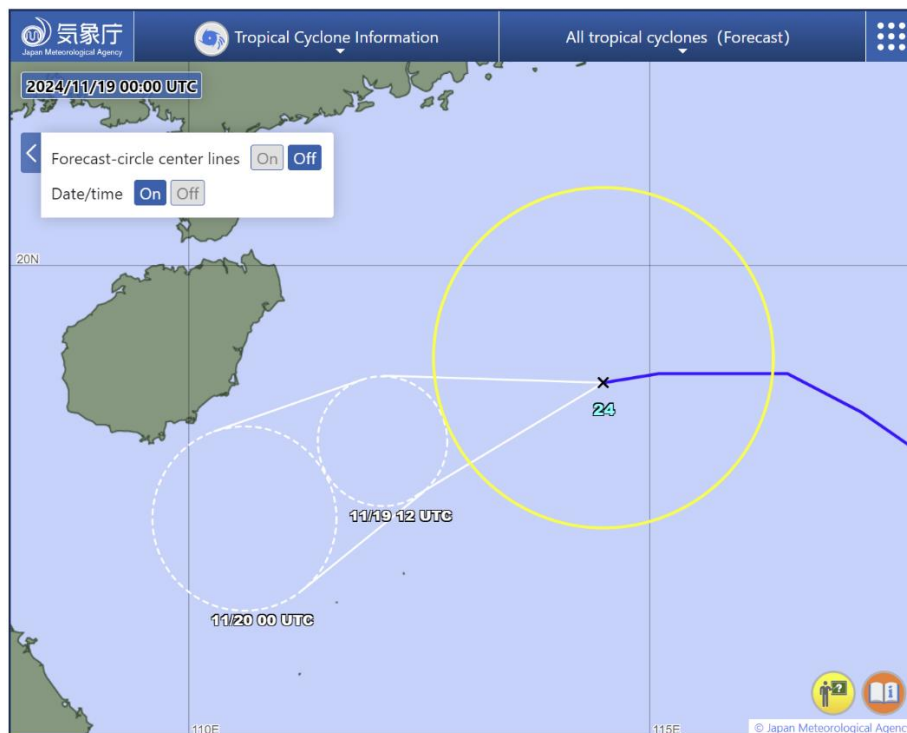 気象庁
Japan Meteorological Agency
Tropical Cyclone Information
All tropical cyclones (Forecast)
2024/11/19 00:00 UTC
Forecast-circle center lines On Off
Date/time On Off
20N
24
11/19 12 UTC
11/20 00 UTC
110E
115E
© Japan Meteorological Agenc